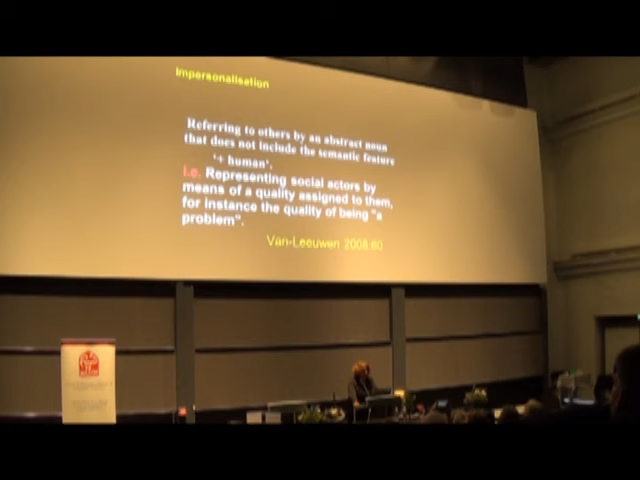 Impersonalisation
Referring to others by an abstract noun
that does not include the semantic feature
'+ human'.
i.e. Representing social actors by
means of a quality assigned to them,
for instance the quality of being "a
problem".
Van-Leeuwen 2008:60